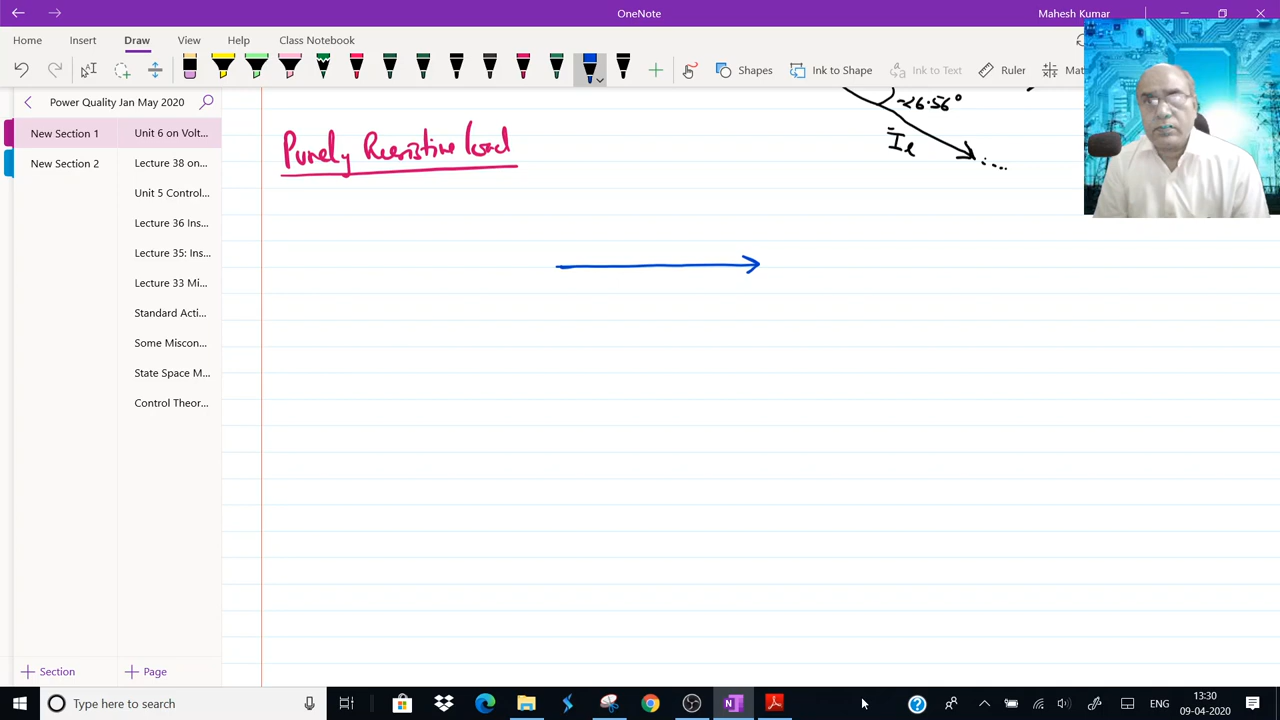 OneNote
Mahesh Kumar
Home Insert Draw View Help Class Notebook
Shapes Ink to Shape Ink to Text Ruler Mat
Power Quality Jan May 2020
New Section 1
New Section 2
Unit 6 on Volt...
Lecture 38 on...
Unit 5 Control...
Lecture 36 Ins...
Lecture 35: Ins...
Lecture 33 Mi...
Standard Acti...
Some Miscon...
State Space M...
Control Theor...
-26.56°
Purely Resistive load
Section
Page
Type here to search
ENG
13:30
09-04-2020